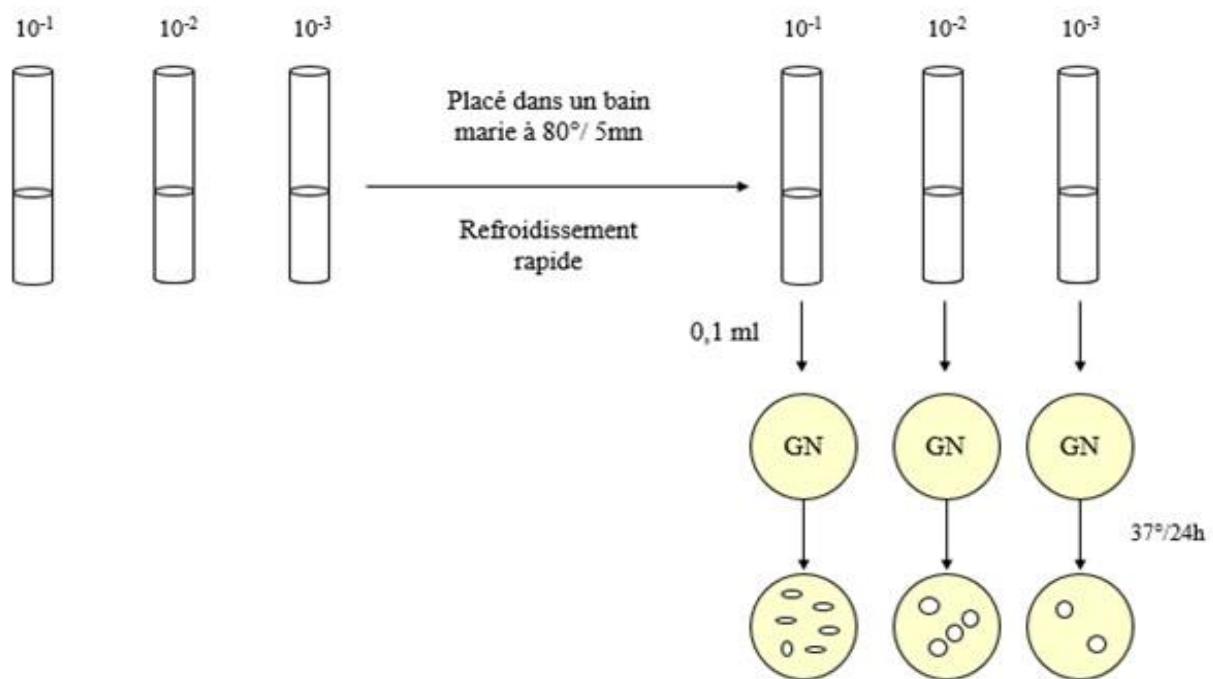 10⁻¹ 10⁻² 10⁻³ 10⁻¹ 10⁻² 10⁻³
Placé dans un bain
marie à 80°/ 5mn
Refroidissement
rapide
0,1 ml
GN GN GN
37°/24h